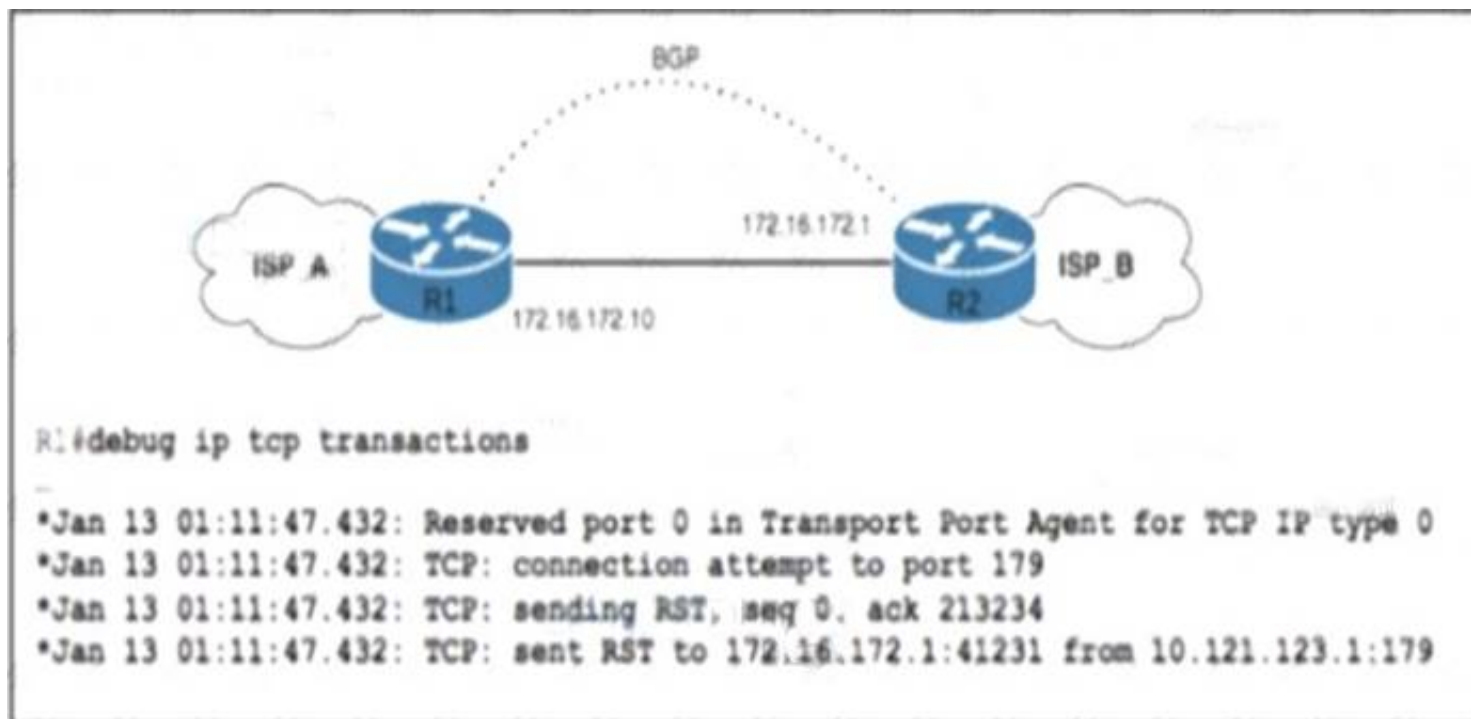 BGP
172.16.172.1
ISP_A
R1
R2
ISP_B
172.16.172.10
R1#debug ip tcp transactions
*Jan 13 01:11:47.432: Reserved port 0 in Transport Port Agent for TCP IP type 0
*Jan 13 01:11:47.432: TCP: connection attempt to port 179
*Jan 13 01:11:47.432: TCP: sending RST, seq 0, ack 213234
*Jan 13 01:11:47.432: TCP: sent RST to 172.16.172.1:41231 from 10.121.123.1:179